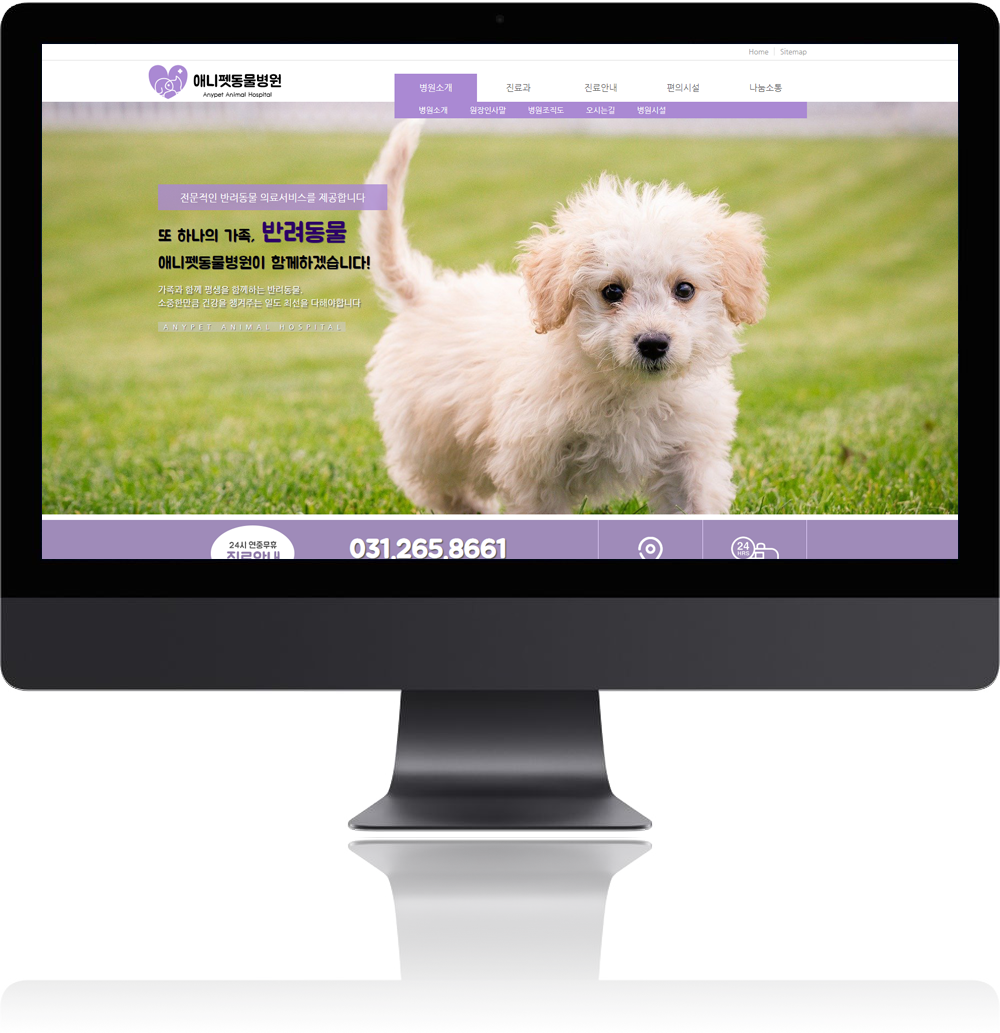 Home | Sitemap
애니펫동물병원
Anypet Animal Hospital
병원소개 진료과 진료안내 편의시설 나눔소통
병원소개 원장인사말 병원조직도 오시는길 병원시설
전문적인 반려동물 의료서비스를 제공합니다
또 하나의 가족, 반려동물
애니펫동물병원이 함께하겠습니다!
가족과 함께 평생을 함께하는 반려동물,
소중한만큼 건강을 챙겨주는 일도 최선을 다해야합니다
ANYPET ANIMAL HOSPITAL
24시 연중무휴
진료안내
031.265.8661
24
HRS